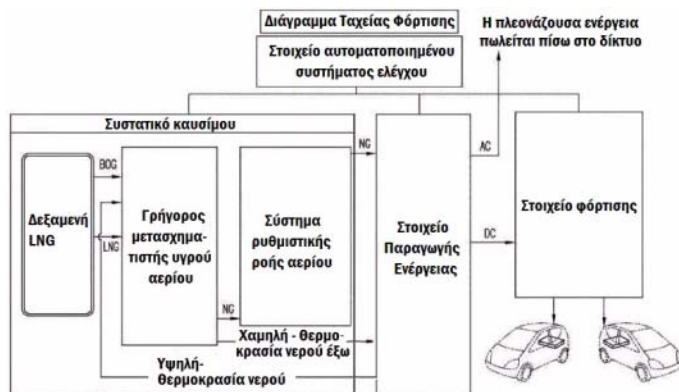 Διάγραμμα Ταχείας Φόρτισης
Στοιχείο αυτοματοποιημένου
συστήματος ελέγχου
Η πλεονάζουσα ενέργεια
πωλείται πίσω στο δίκτυο
Συστατικό καυσίμου
NG
AC
BOG
Δεξαμενή
LNG
LNG
Γρήγορος
μετασχημα-
τιστής υγρού
αερίου
Σύστημα
ρυθμιστικής
ροής αερίου
Στοιχείο
Παραγωγής
Ενέργειας
DC
Στοιχείο φόρτισης
NG
Χαμηλή - θερμο-
κρασία νερού έξω
Υψηλή-
θερμοκρασία νερού